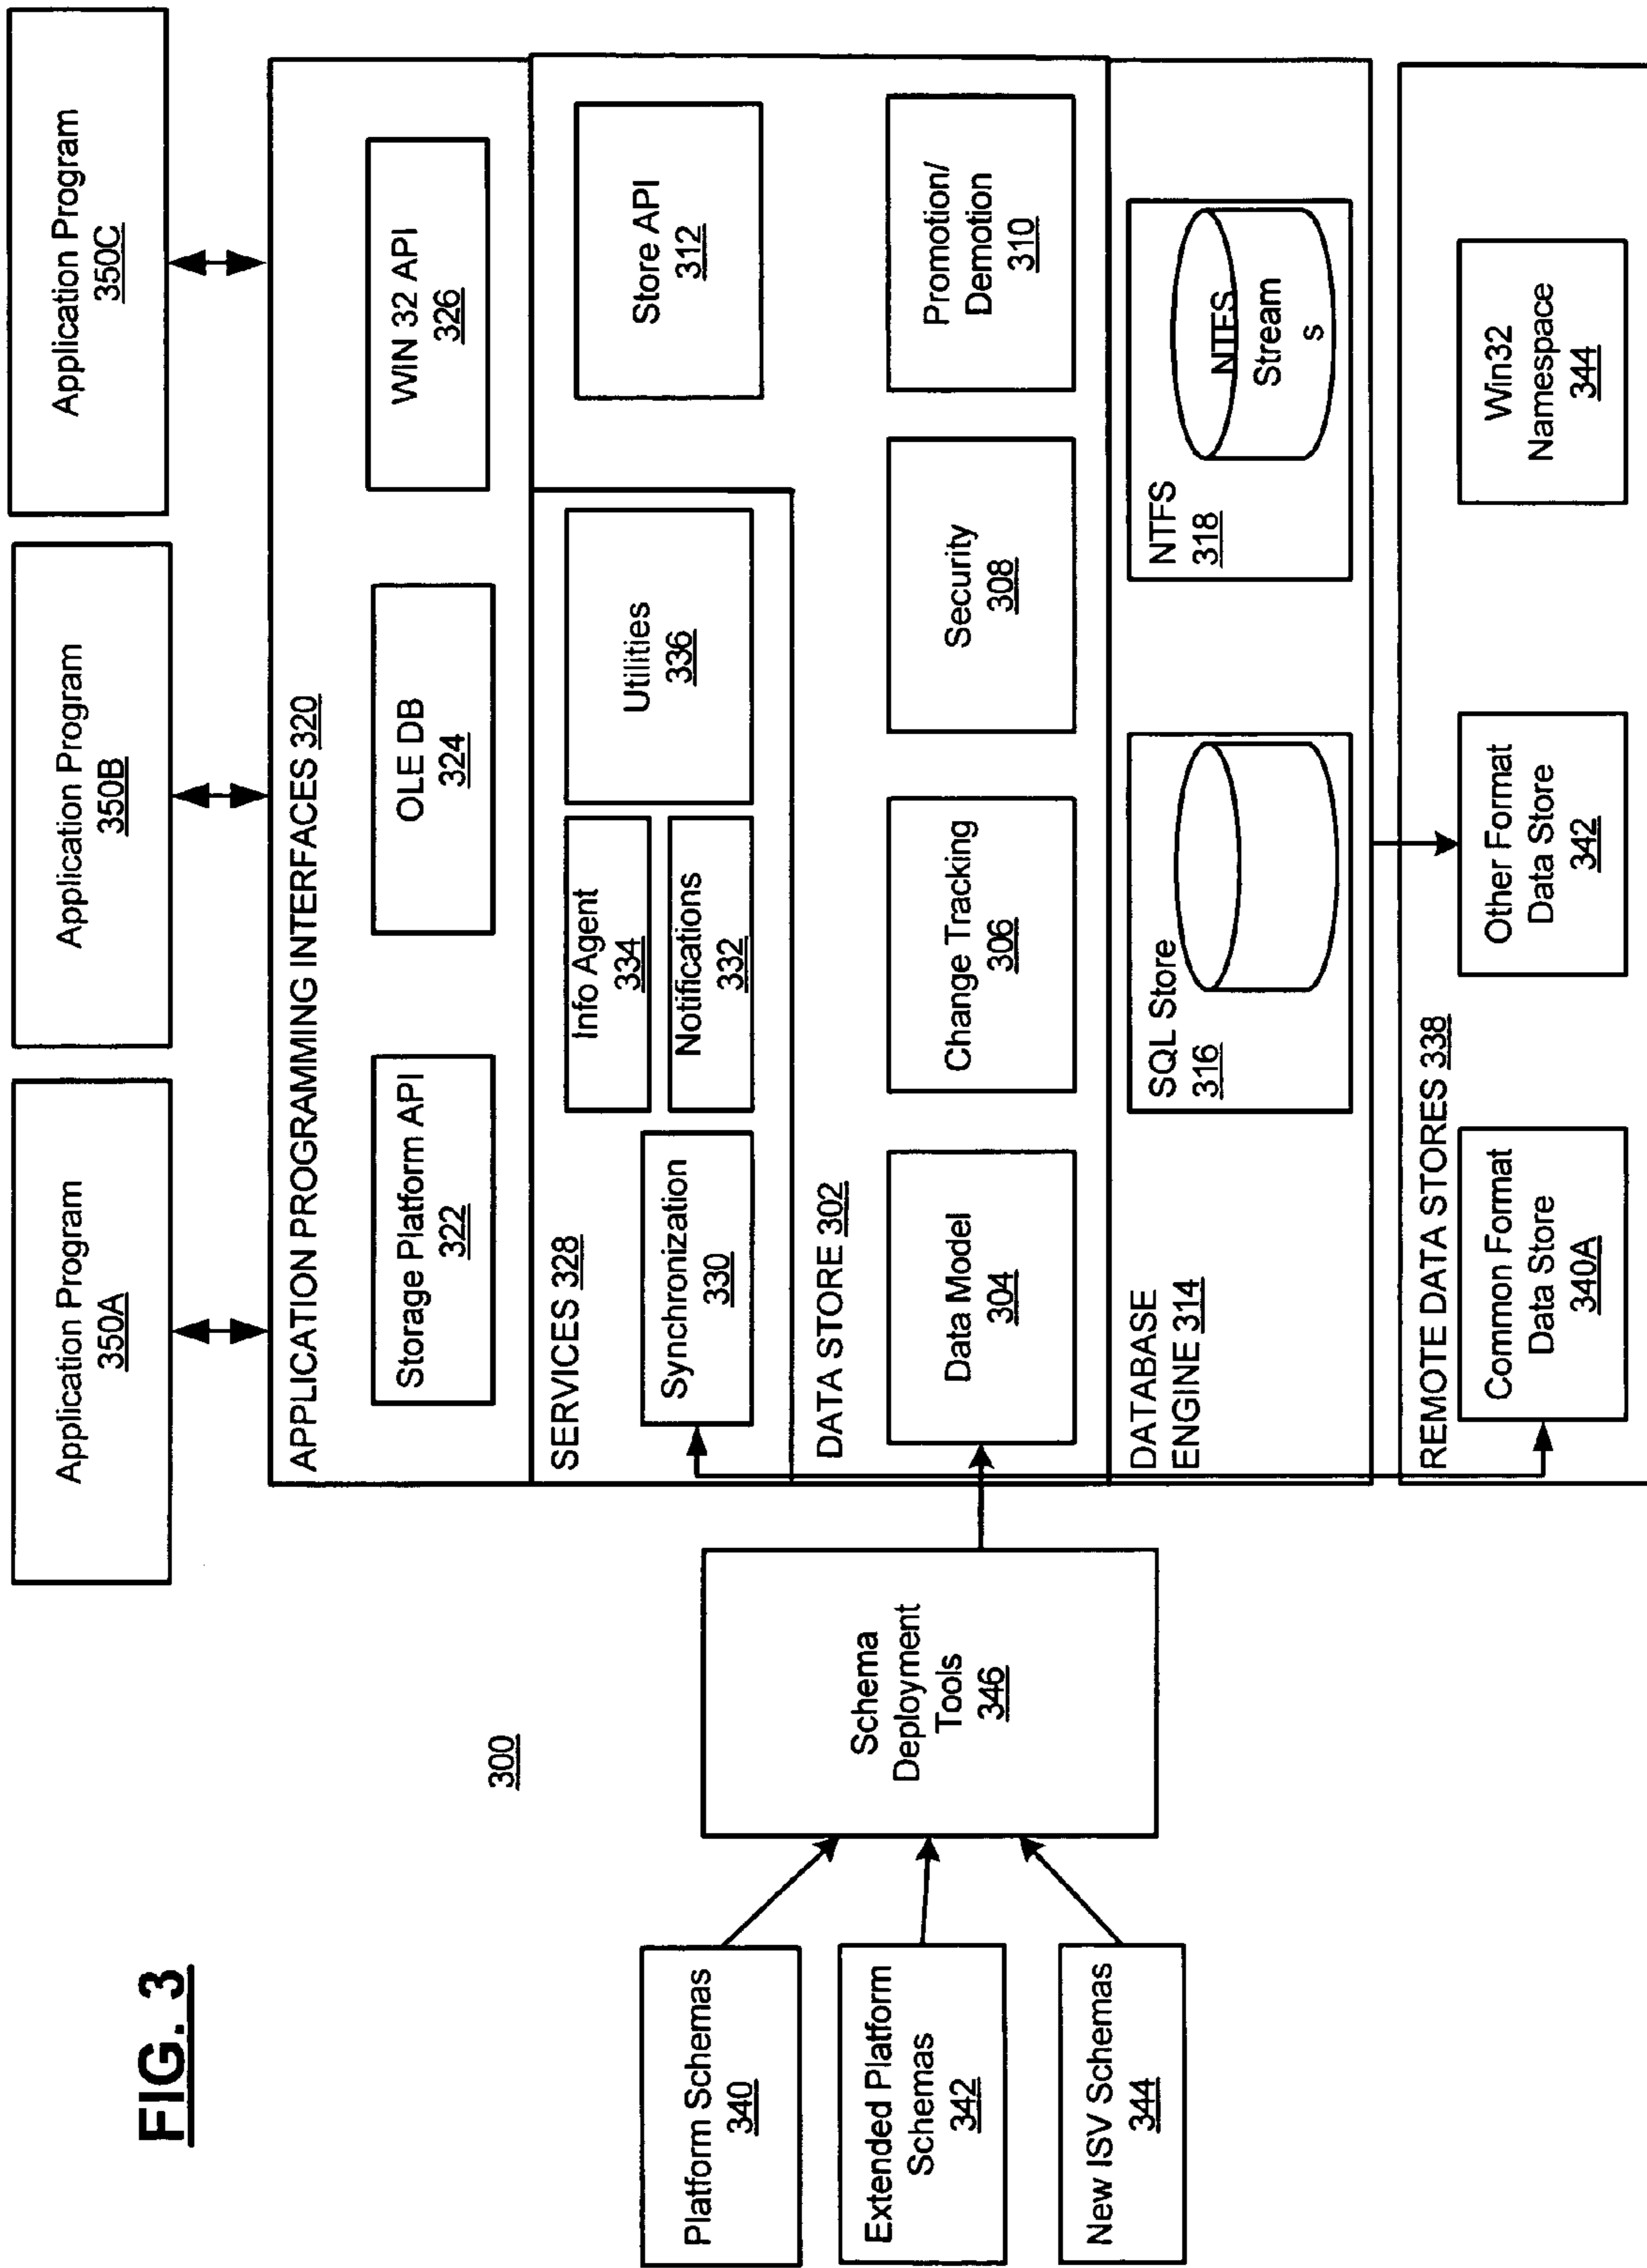 FIG. 3
300
Application Program
350A
Application Program
350B
Application Program
350C
APPLICATION PROGRAMMING INTERFACES 320
Storage Platform API
322
OLE DB
324
WIN 32 API
326
SERVICES 328
Synchronization
330
Info Agent
334
Notifications
332
Utilities
336
Store API
312
DATA STORE 302
Data Model
304
Change Tracking
306
Security
308
Promotion/
Demotion
310
DATABASE
ENGINE 314
SQL Store
316
NTFS
318
NTFS
Stream
s
REMOTE DATA STORES 338
Common Format
Data Store
340A
Other Format
Data Store
342
Win32
Namespace
344
Platform Schemas
340
Extended Platform
Schemas
342
New ISV Schemas
344
Schema
Deployment
Tools
346